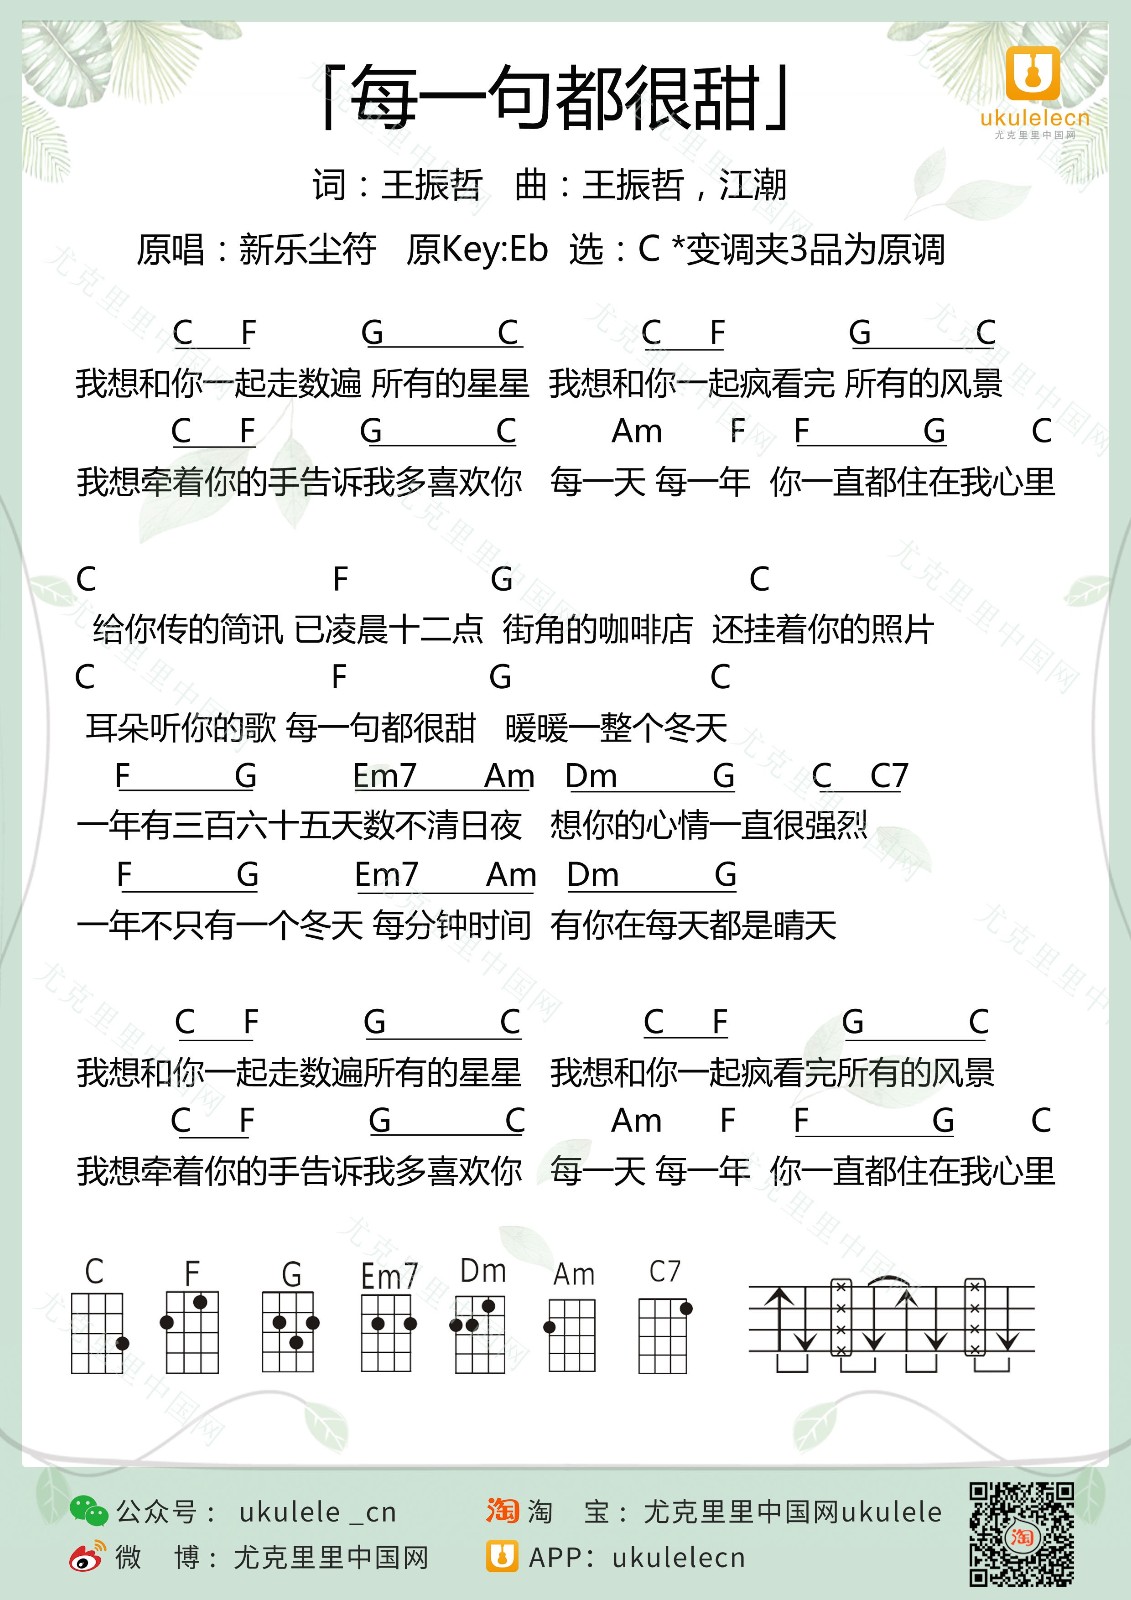 「每一句都很甜」
ukulelecn
尤克里里中国网
词：王振哲 曲：王振哲，江潮
原唱：新乐尘符 原Key:Eb 选：C *变调夹3品为原调
C F G C C F G C
我想和你一起走数遍 所有的星星 我想和你一起疯看完 所有的风景
C F G C Am F F G C
我想牵着你的手告诉我多喜欢你 每一天 每一年 你一直都住在我心里
C F G C
给你传的简讯 已凌晨十二点 街角的咖啡店 还挂着你的照片
C F G C
耳朵听你的歌 每一句都很甜 暖暖一整个冬天
F G Em7 Am Dm G C C7
一年有三百六十五天数不清日夜 想你的心情一直很强烈
F G Em7 Am Dm G
一年不只有一个冬天 每分钟时间 有你在每天都是晴天
C F G C C F G C
我想和你一起走数遍所有的星星 我想和你一起疯看完所有的风景
C F G C Am F F G C
我想牵着你的手告诉我多喜欢你 每一天 每一年 你一直都住在我心里
C F G Em7 Dm Am C7
公众号：ukulele _cn 淘 淘 宝：尤克里里中国网ukulele
微 博：尤克里里中国网 APP：ukulelecn
淘